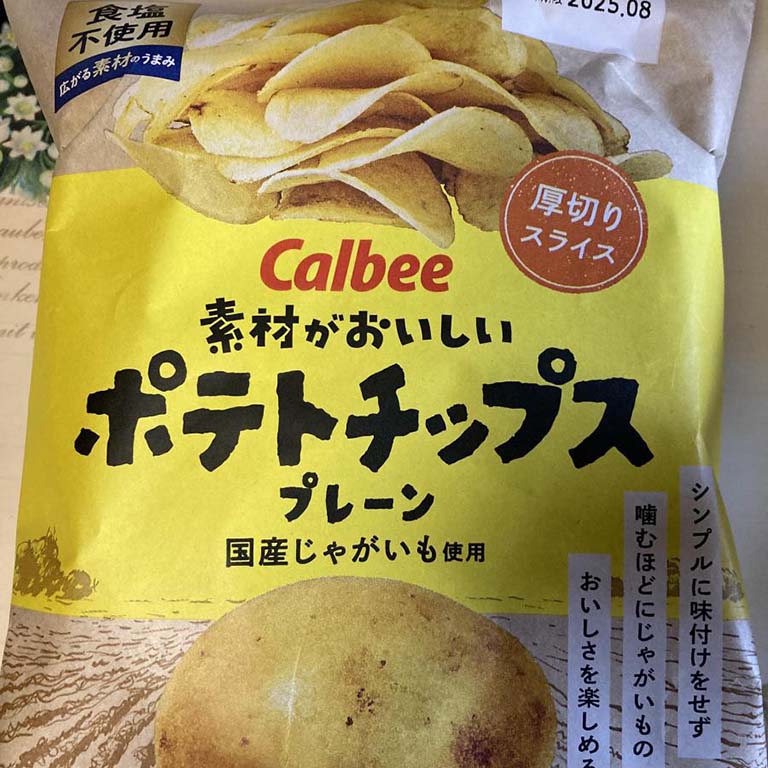 食塩
不使用
広がる素材のうまみ
2025.08
厚切り
スライス
Calbee
素材がおいしい
ポテトチップス
プレーン
国産じゃがいも使用
シンプルに味付けをせず
噛むほどにじゃがいもの
おいしさを楽しめる